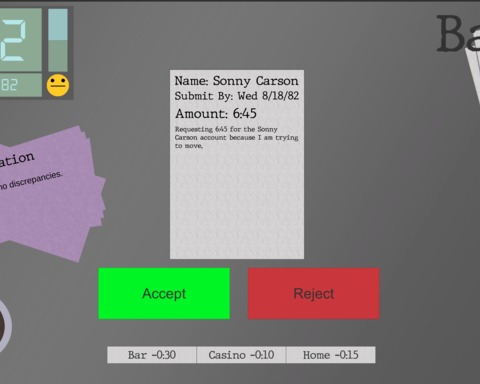 2
Ba
82
Name: Sonny Carson
Submit By: Wed 8/18/82
Amount: 6:45
Requesting 6:45 for the Sonny
Carson account because I am trying
to move.
ation
no discrepancies.
Accept
Reject
Bar -0:30
Casino -0:10
Home -0:15